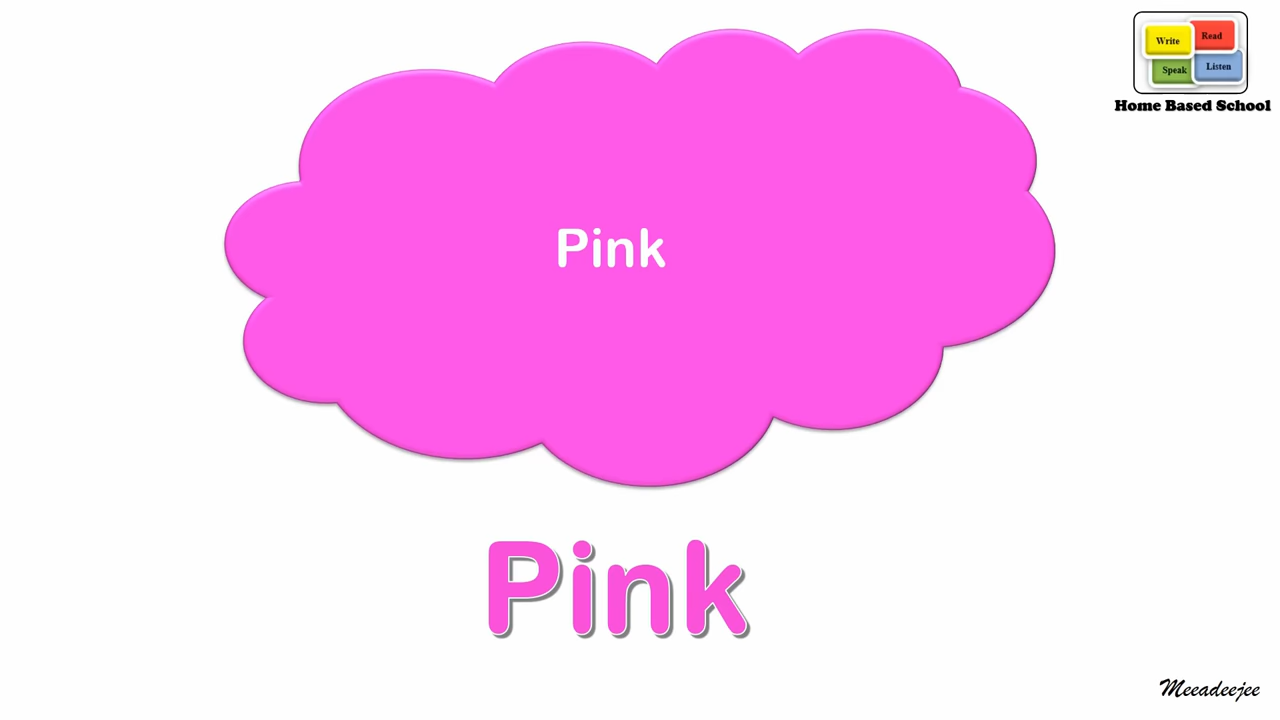 Write Read
Speak Listen
Home Based School
Pink
Pink
Meeadeejee